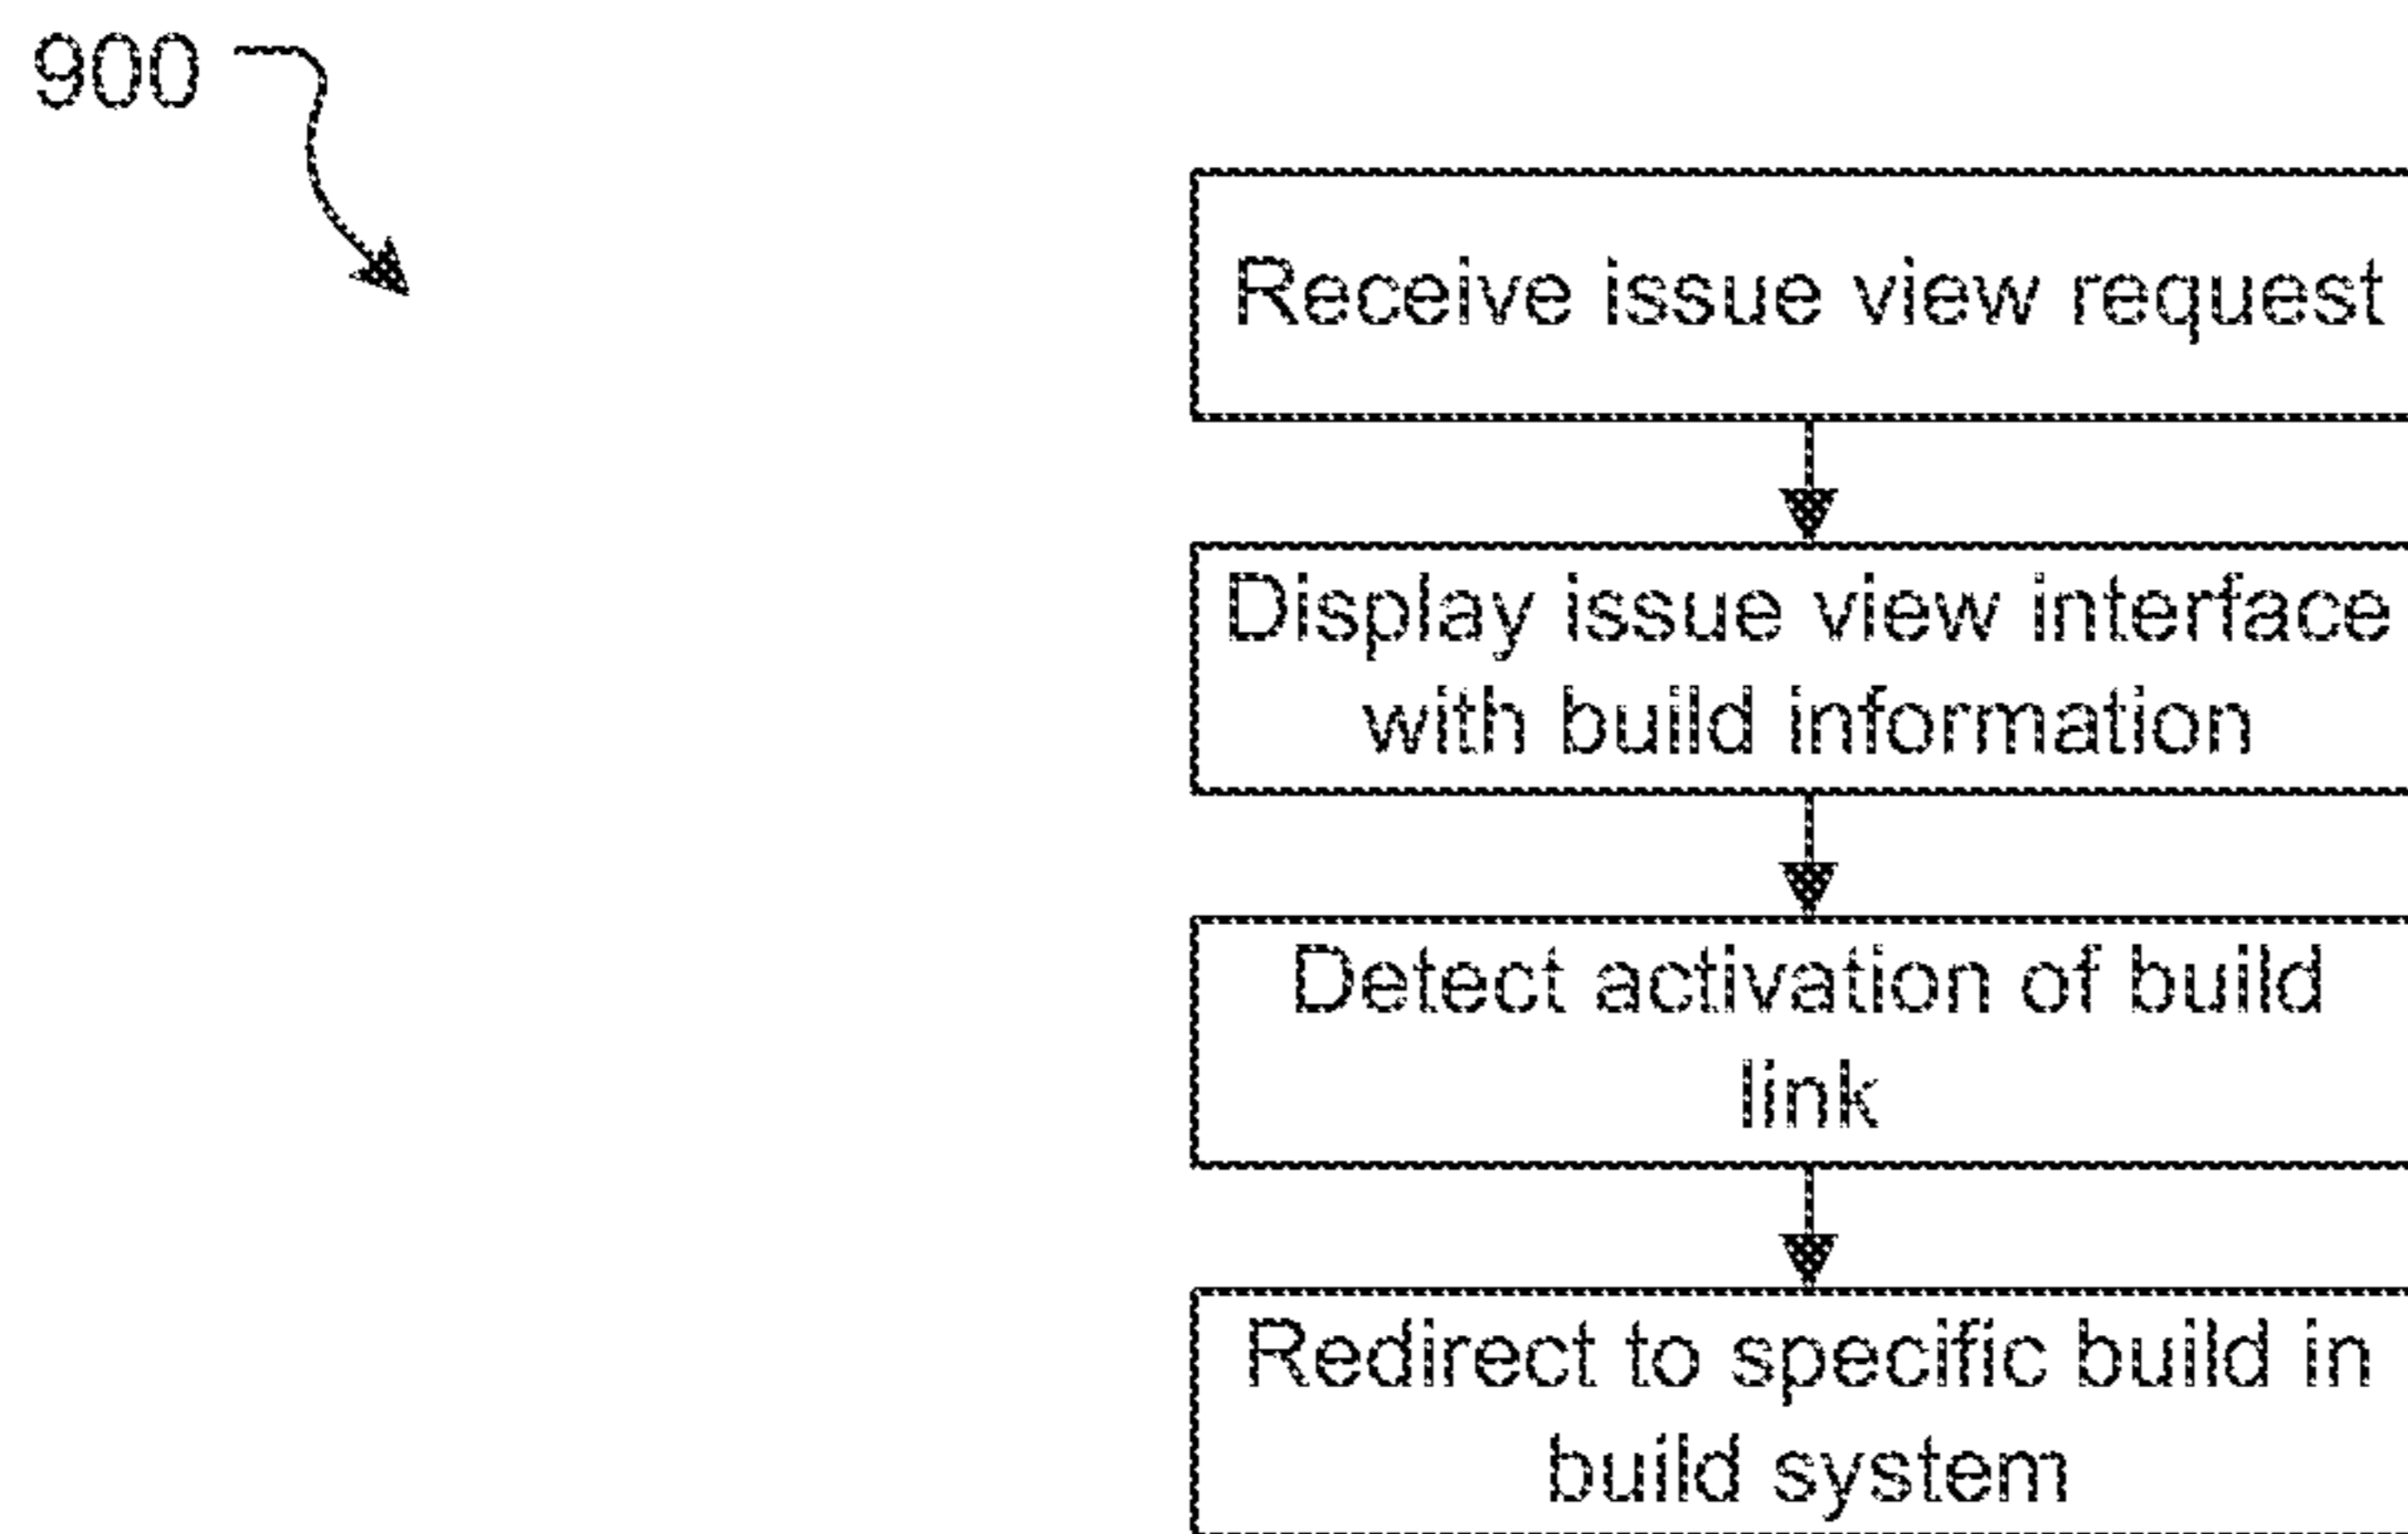 900
Receive issue view request
Display issue view interface
with build information
Detect activation of build
link
Redirect to specific build in
build system